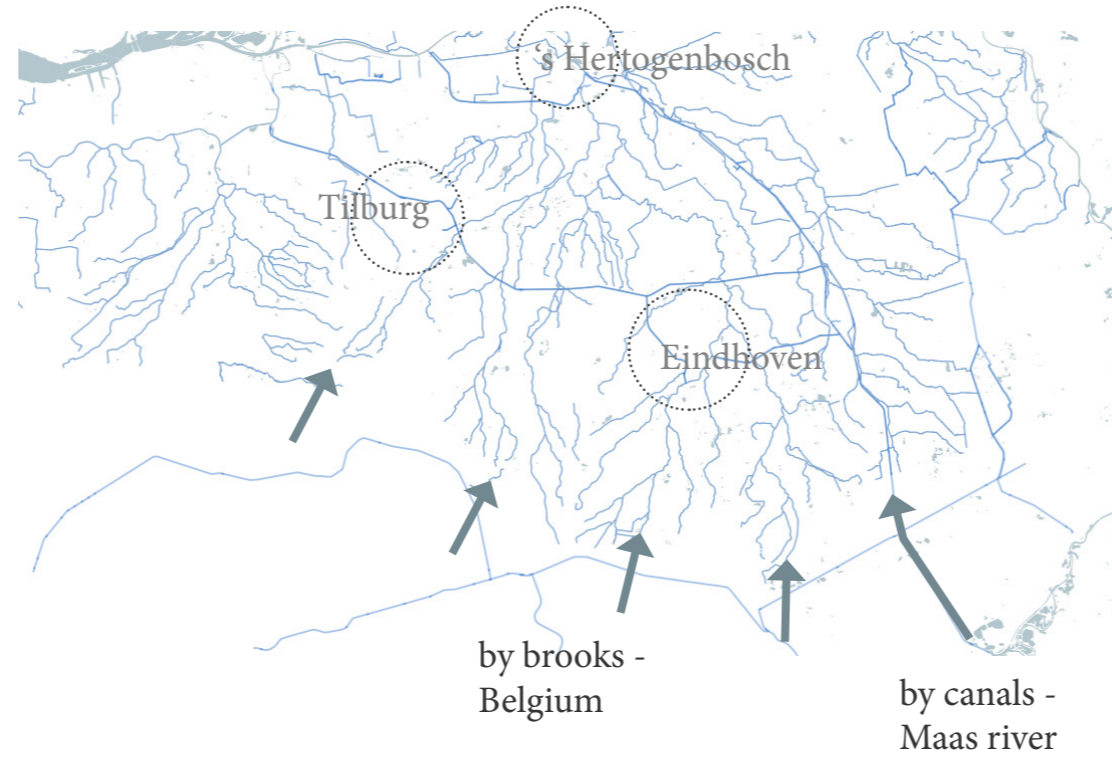 ‘s Hertogenbosch
Tilburg
Eindhoven
by brooks -
Belgium
by canals -
Maas river